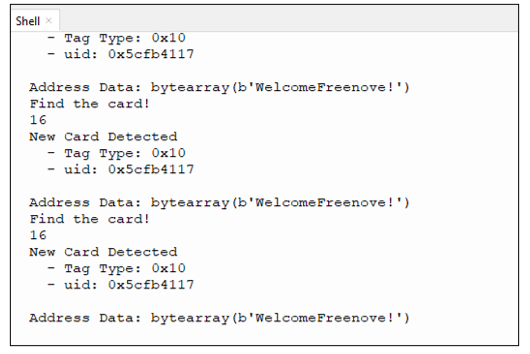 Shell ×
- Tag Type: 0x10
- uid: 0x5cfb4117
Address Data: bytearray(b'WelcomeFreenove!')
Find the card!
16
New Card Detected
- Tag Type: 0x10
- uid: 0x5cfb4117
Address Data: bytearray(b'WelcomeFreenove!')
Find the card!
16
New Card Detected
- Tag Type: 0x10
- uid: 0x5cfb4117
Address Data: bytearray(b'WelcomeFreenove!')